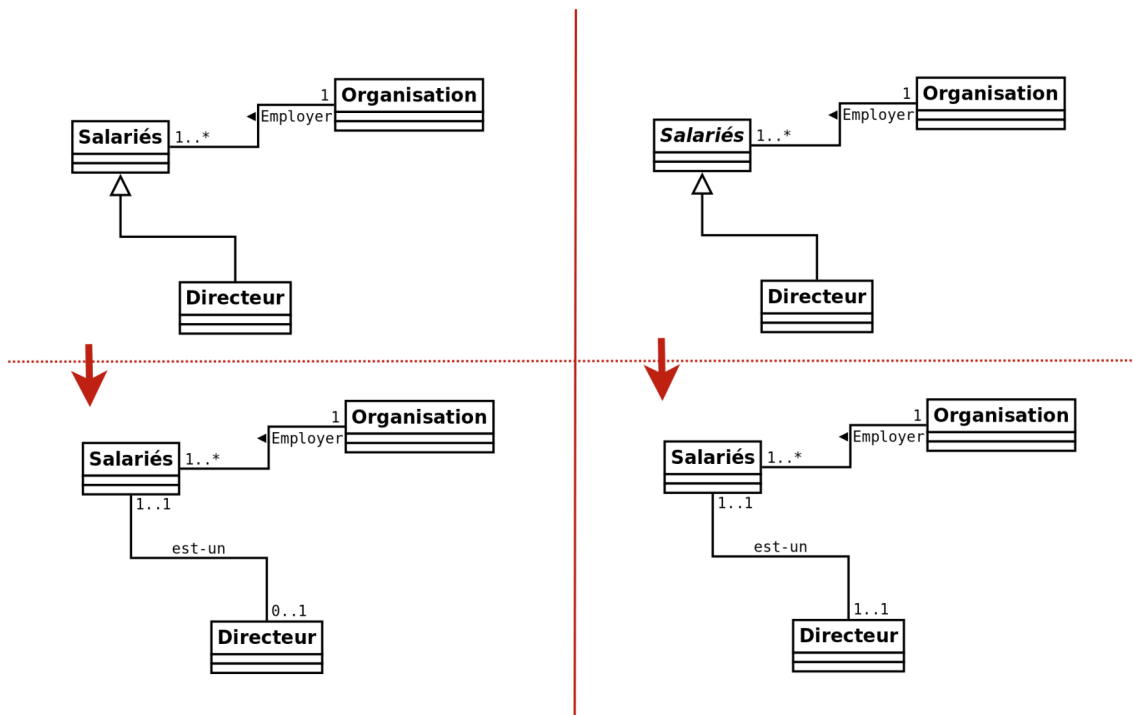 Organisation
1
Employer
Salariés
1..*
Directeur
Organisation
1
Employer
Salariés
1..*
Directeur
Organisation
1
Employer
Salariés
1..*
1..1
est-un
0..1
Directeur
Organisation
1
Employer
Salariés
1..*
1..1
est-un
1..1
Directeur